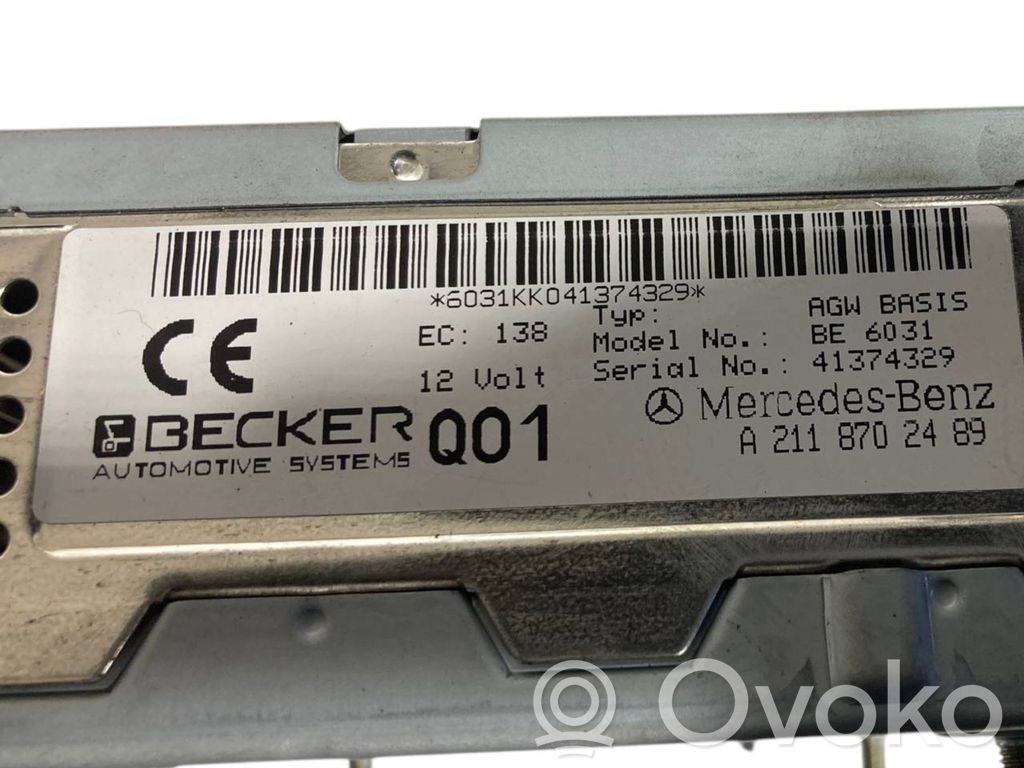 *6031KK041374329*
CE
EC: 138
Typ: AGW BASIS
Model No.: BE 6031
12 Volt
Serial No.: 41374329
BECKER
AUTOMOTIVE SYSTEMS
Q01
Mercedes-Benz
A 211 870 24 89
Ovoko